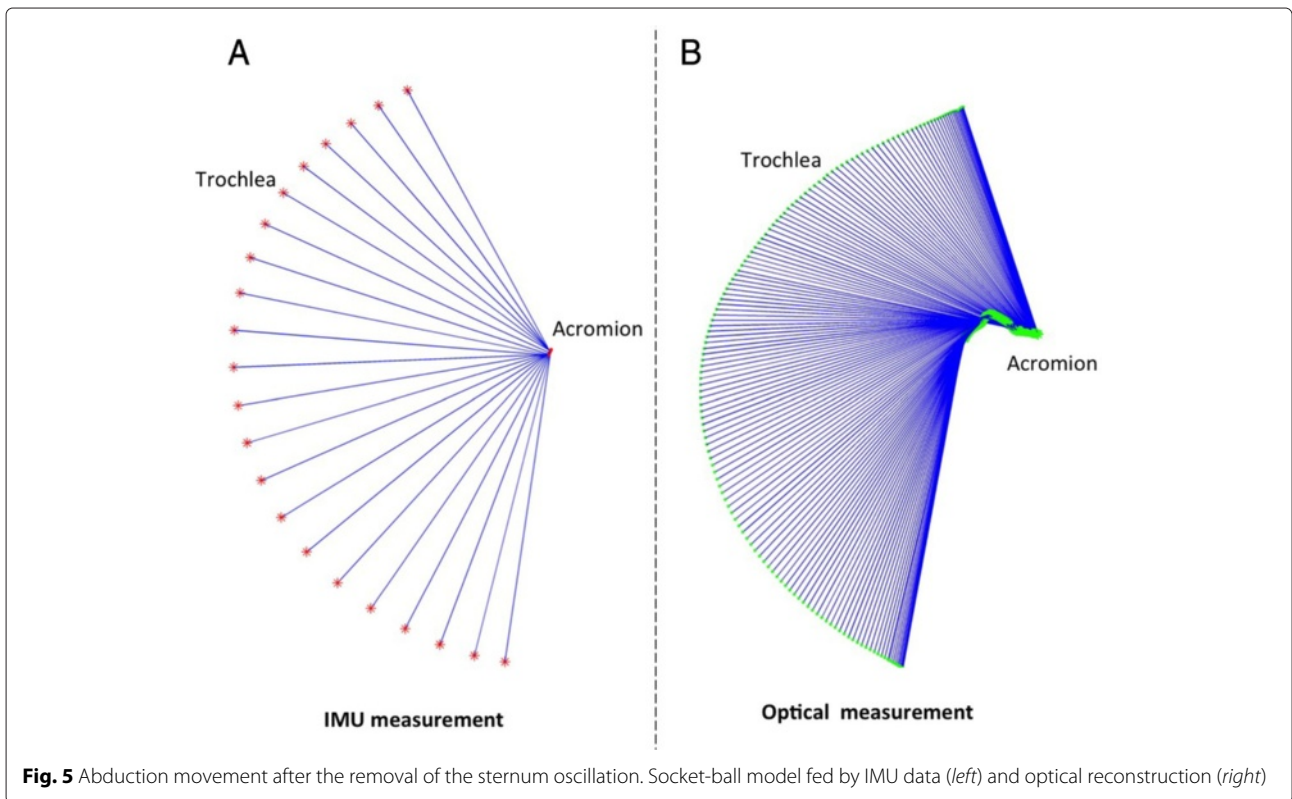 A
B
Trochlea
Acromion
Trochlea
Acromion
IMU measurement
Optical measurement
Fig. 5 Abduction movement after the removal of the sternum oscillation. Socket-ball model fed by IMU data (left) and optical reconstruction (right)